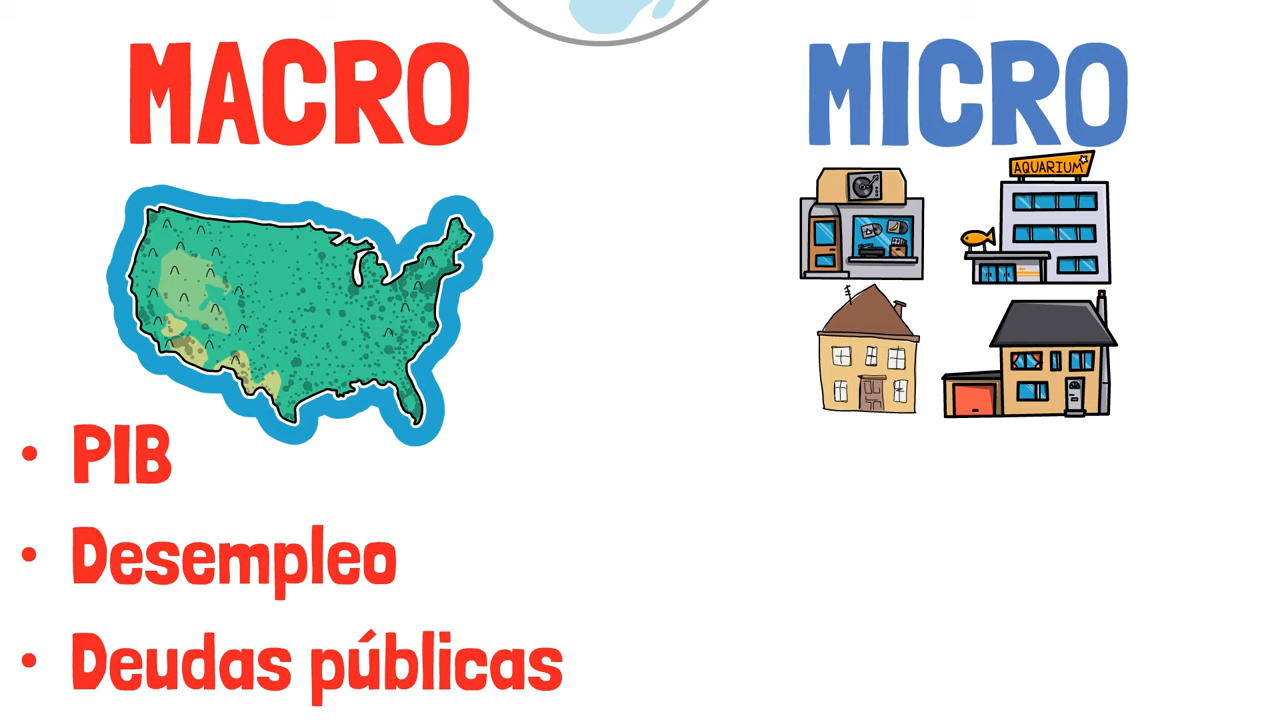 MACRO
MICRO
AQUARIUM
• PIB
• Desempleo
• Deudas públicas